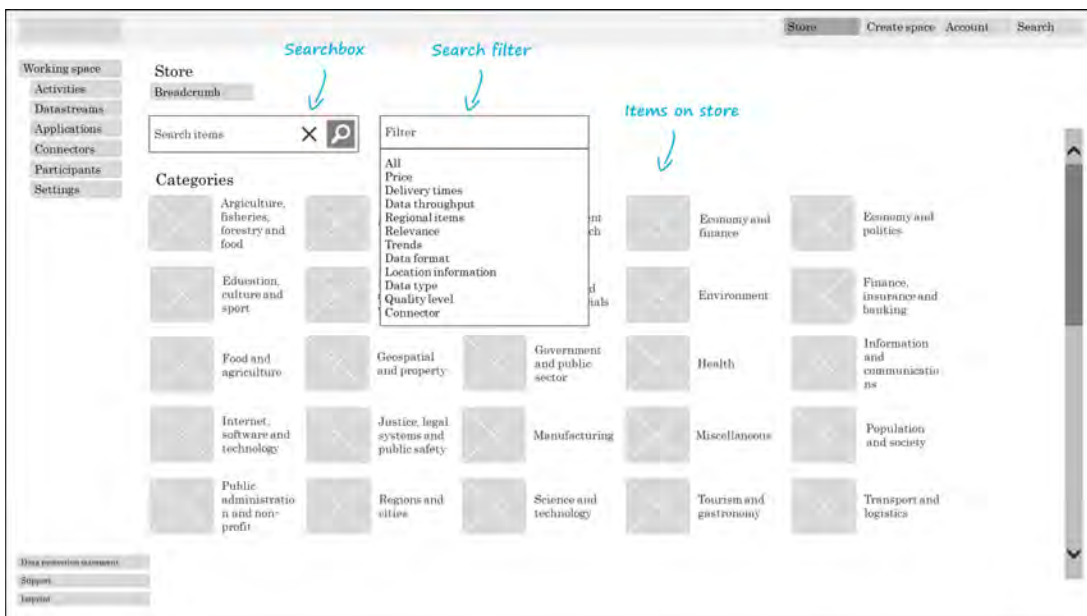 Store
Create space
Account
Search
Searchbox
Search filter
Items on store
Working space
Activities
Datastreams
Applications
Connectors
Participants
Settings
Store
Breadcrumb
Search items
Filter
All
Price
Delivery times
Data throughput
Regional items
Relevance
Trends
Data format
Location information
Data type
Quality level
Connector
Categories
Argiculture,
fisheries,
forestry and
food
Economy and
finance
Economy and
politics
Education,
culture and
sport
Environment
Finance,
insurance and
banking
Food and
agriculture
Geospatial
and property
Government
and public
sector
Health
Information
and
communicatio
ns
Internet,
software and
technology
Justice, legal
systems and
public safety
Manufacturing
Miscellaneous
Population
and society
Public
administratio
n and non-
profit
Regions and
cities
Science and
technology
Tourism and
gastronomy
Transport and
logistics
Data protection statement
Support
Imprint